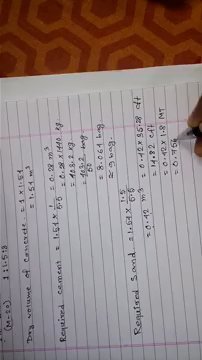 (M-20) 1:1.5:3
Dry volume of concrete = 1 × 1.54
= 1.54 m³
Required cement = 1.54 × 1/5.5 = 0.28 m³
= 0.28 × 1440 kg
= 403.2 kg
= 403.2/50 bag
= 8.064 bag
= 9 bag.
Required sand = 1.54 × 1.5/5.5
= 0.42 m³
= 0.42 × 35.28 cft
= 14.82 cft
= 0.42 × 1.8 MT
= 0.756